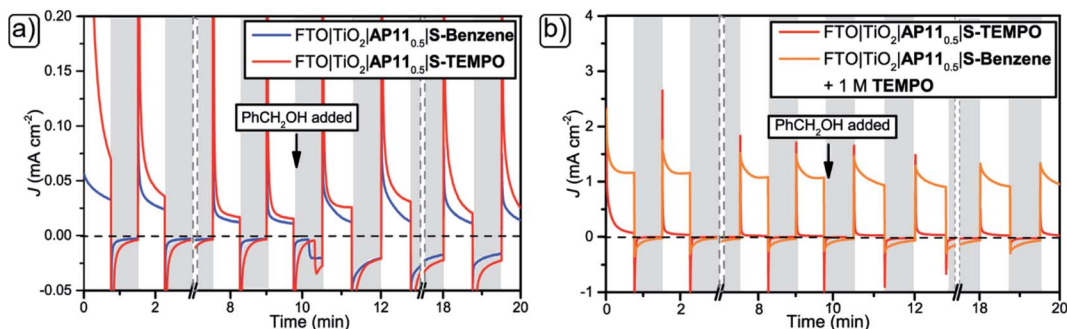 a)
0.20
0.15
0.10
0.05
0.00
-0.05
J (mA cm⁻²)
FTO|TiO₂|AP11₀.₅|S-Benzene
FTO|TiO₂|AP11₀.₅|S-TEMPO
PhCH₂OH added
0 2 8 10 12 18 20
Time (min)
b)
4
3
2
1
0
-1
J (mA cm⁻²)
FTO|TiO₂|AP11₀.₅|S-TEMPO
FTO|TiO₂|AP11₀.₅|S-Benzene
+ 1 M TEMPO
PhCH₂OH added
0 2 8 10 12 18 20
Time (min)